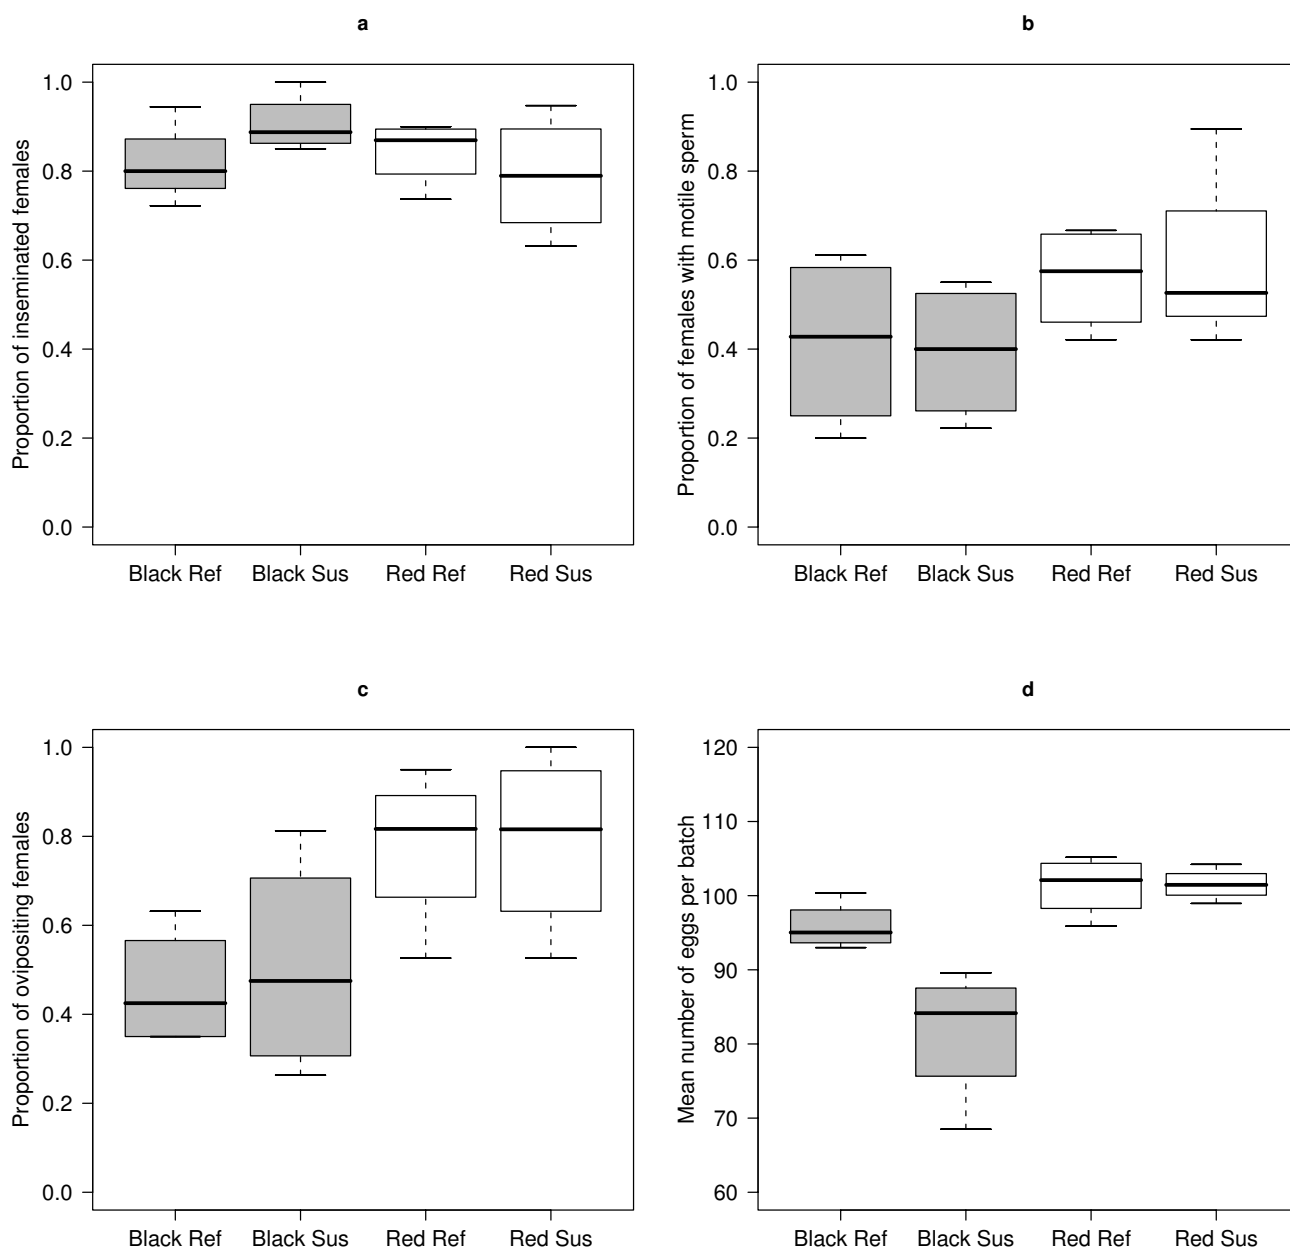 a
Proportion of inseminated females
1.0
0.8
0.6
0.4
0.2
0.0
Black Ref
Black Sus
Red Ref
Red Sus
b
Proportion of females with motile sperm
1.0
0.8
0.6
0.4
0.2
0.0
Black Ref
Black Sus
Red Ref
Red Sus
c
Proportion of ovipositing females
1.0
0.8
0.6
0.4
0.2
0.0
Black Ref
Black Sus
Red Ref
Red Sus
d
Mean number of eggs per batch
120
110
100
90
80
70
60
Black Ref
Black Sus
Red Ref
Red Sus